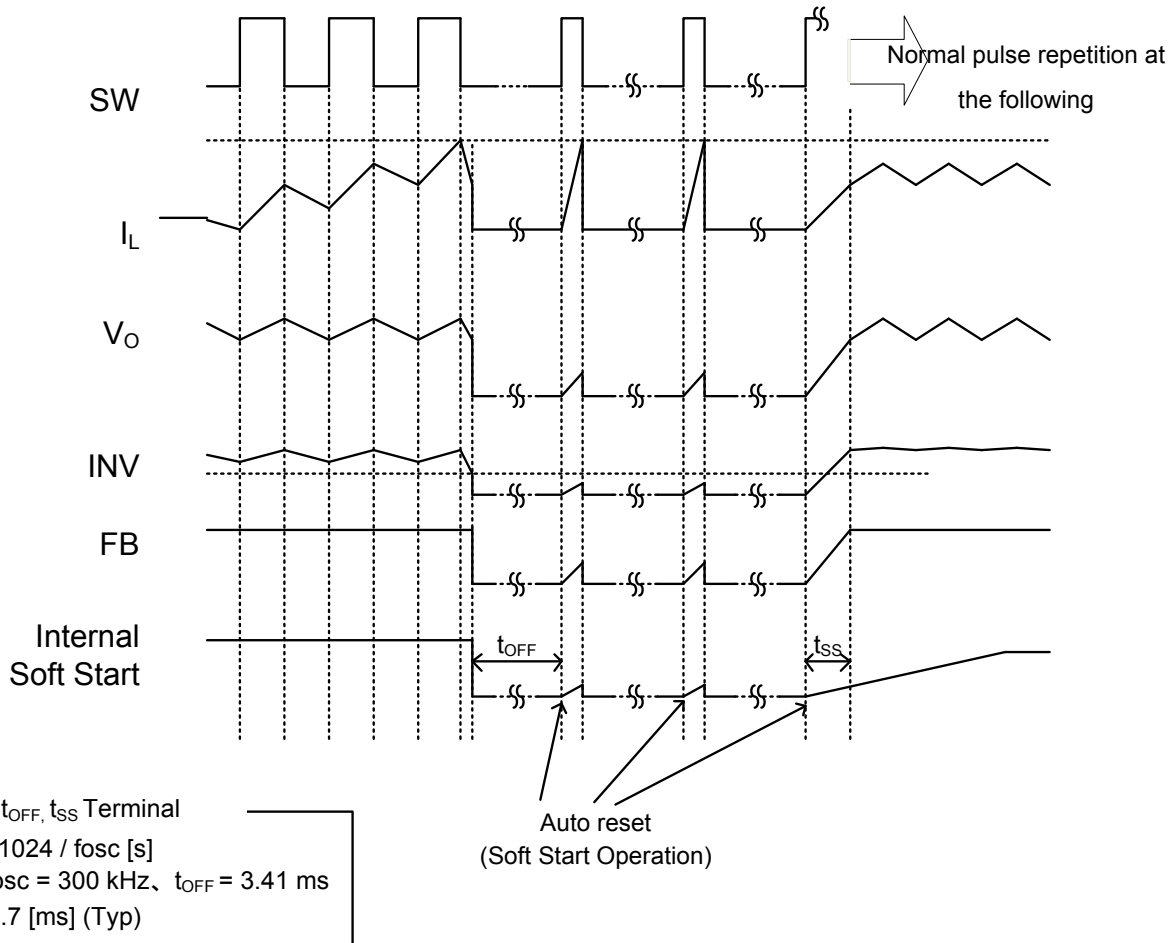 SW
Normal pulse repetition at
the following
IL
VO
INV
FB
Internal
Soft Start
tOFF
tSS
Auto reset
(Soft Start Operation)
tOFF, tSS Terminal
1024 / fosc [s]
osc = 300 kHz、tOFF = 3.41 ms
.7 [ms] (Typ)